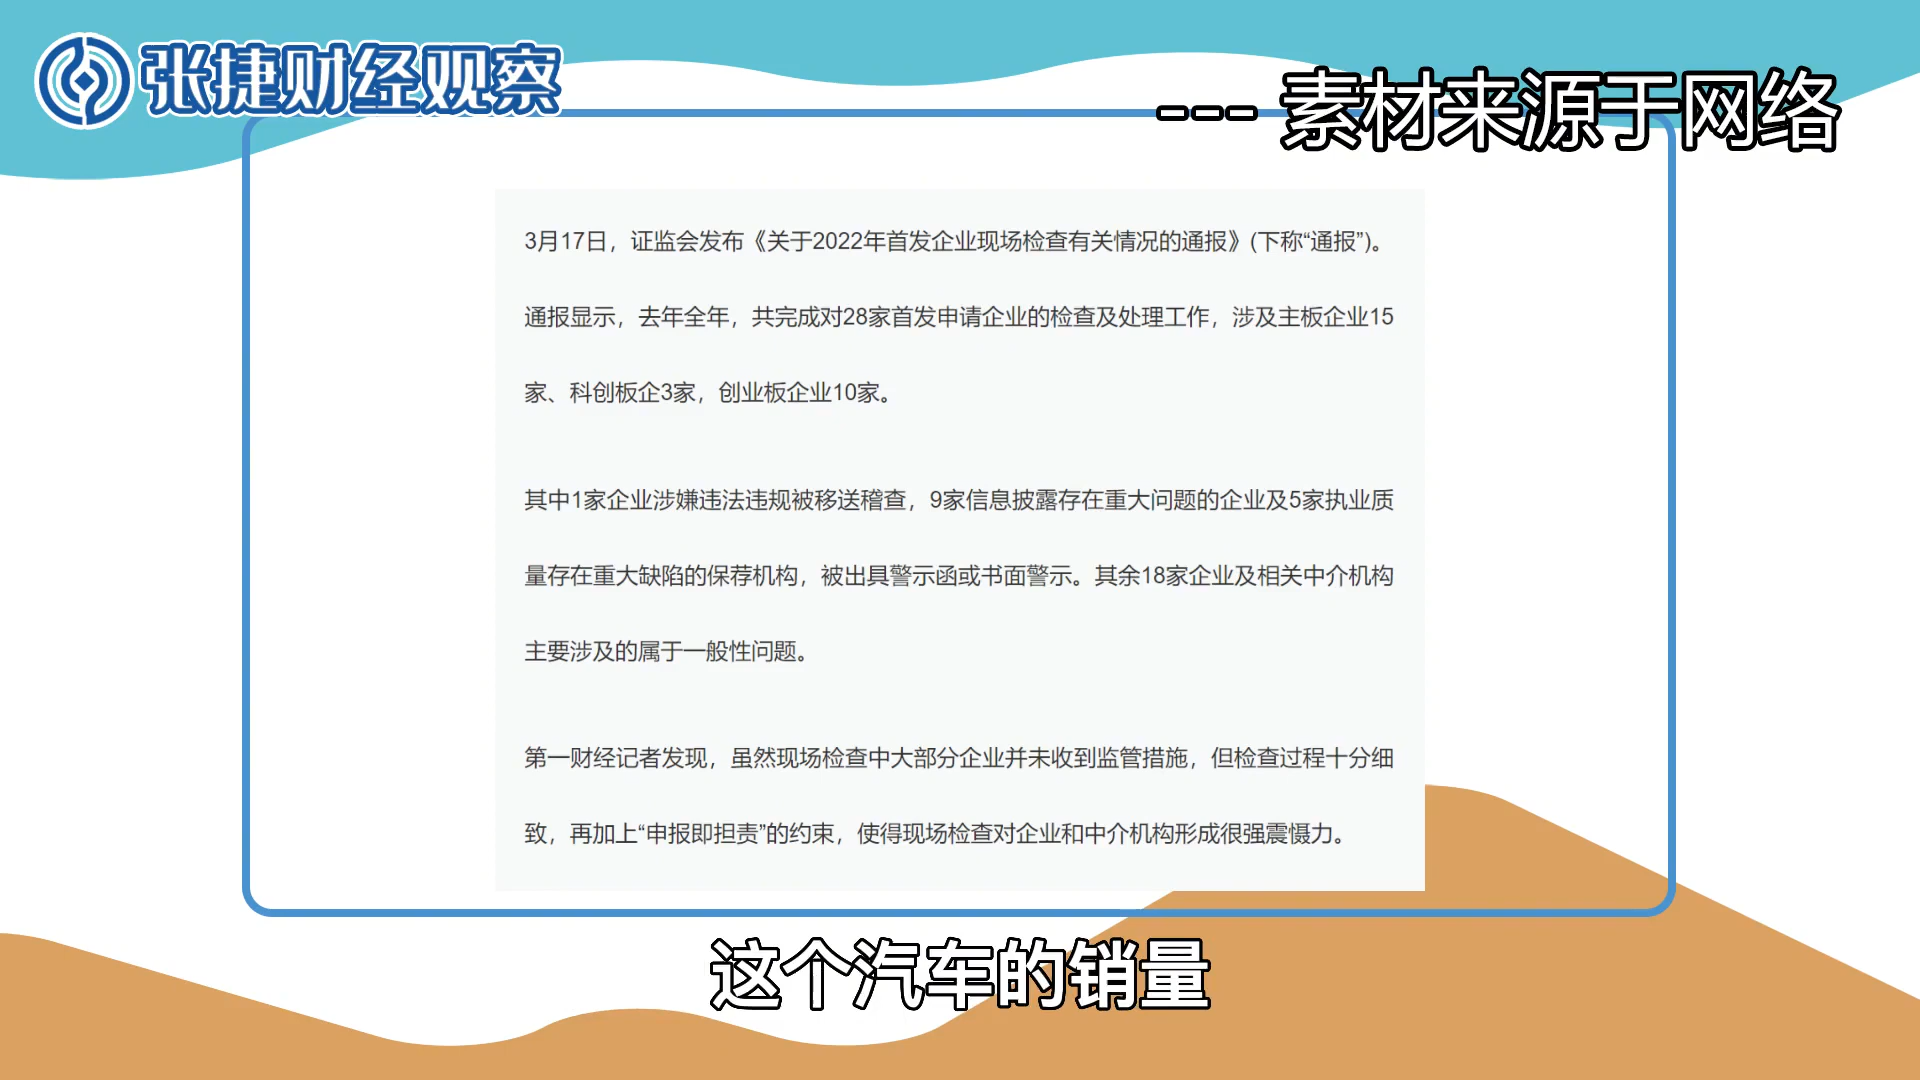 张捷财经观察
--- 素材来源于网络
3月17日，证监会发布《关于2022年首发企业现场检查有关情况的通报》(下称“通报”)。
通报显示，去年全年，共完成对28家首发申请企业的检查及处理工作，涉及主板企业15
家、科创板企3家，创业板企业10家。
其中1家企业涉嫌违法违规被移送稽查，9家信息披露存在重大问题的企业及5家执业质
量存在重大缺陷的保荐机构，被出具警示函或书面警示。其余18家企业及相关中介机构
主要涉及的属于一般性问题。
第一财经记者发现，虽然现场检查中大部分企业并未收到监管措施，但检查过程十分细
致，再加上“申报即担责”的约束，使得现场检查对企业和中介机构形成很强震慑力。
这个汽车的销量